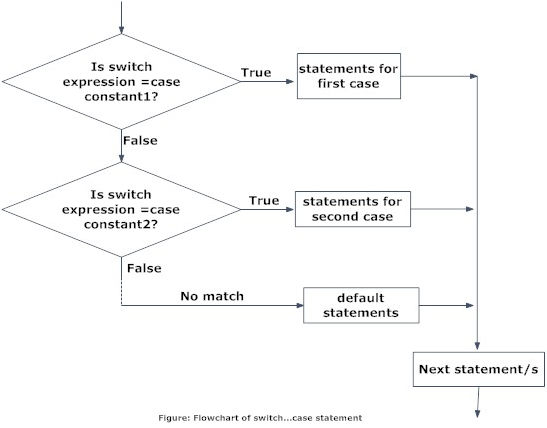 Is switch
expression =case
constant1?
True
statements for
first case
False
Is switch
expression =case
constant2?
True
statements for
second case
False
No match
default
statements
Next statement/s
Figure: Flowchart of switch...case statement